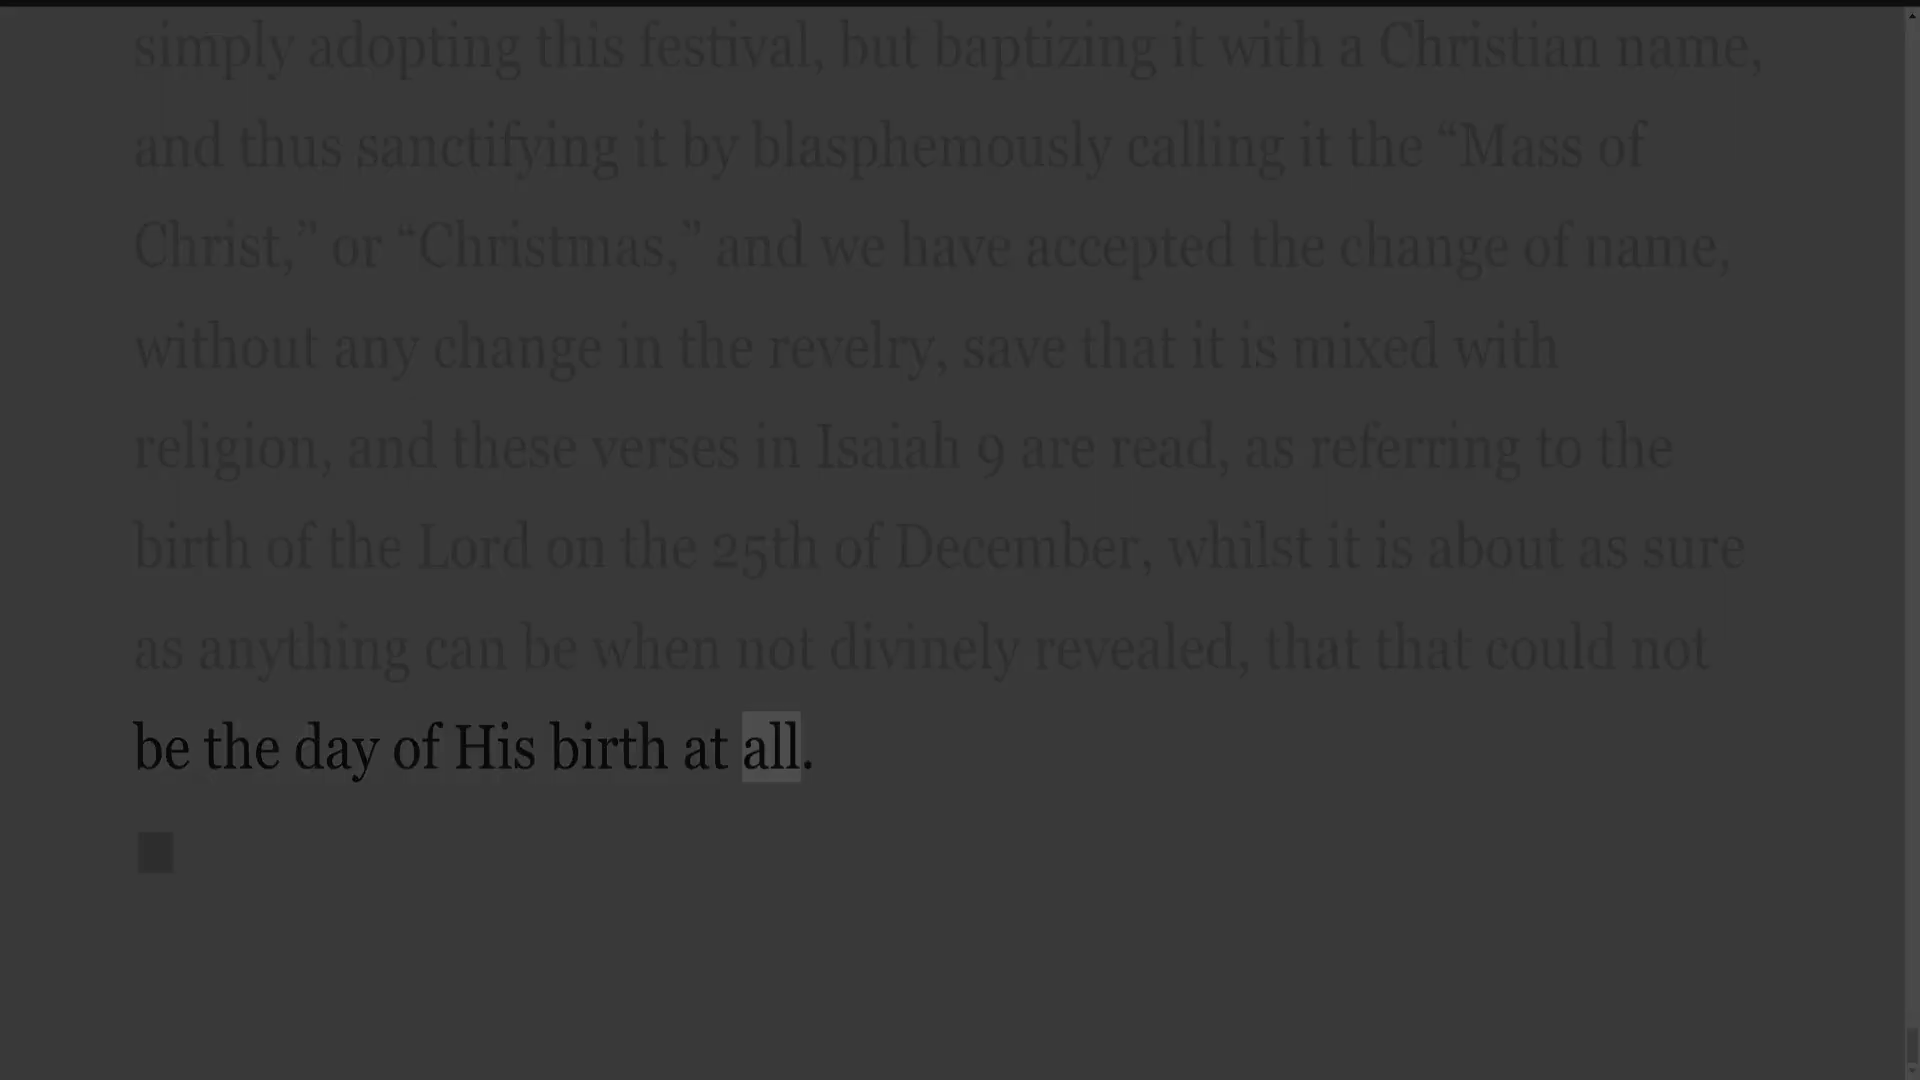 simply adopting this festival, but baptizing it with a Christian name,
and thus sanctifying it by blasphemously calling it the “Mass of
Christ,” or “Christmas,” and we have accepted the change of name,
without any change in the revelry, save that it is mixed with
religion, and these verses in Isaiah 9 are read, as referring to the
birth of the Lord on the 25th of December, whilst it is about as sure
as anything can be when not divinely revealed, that that could not
be the day of His birth at all.